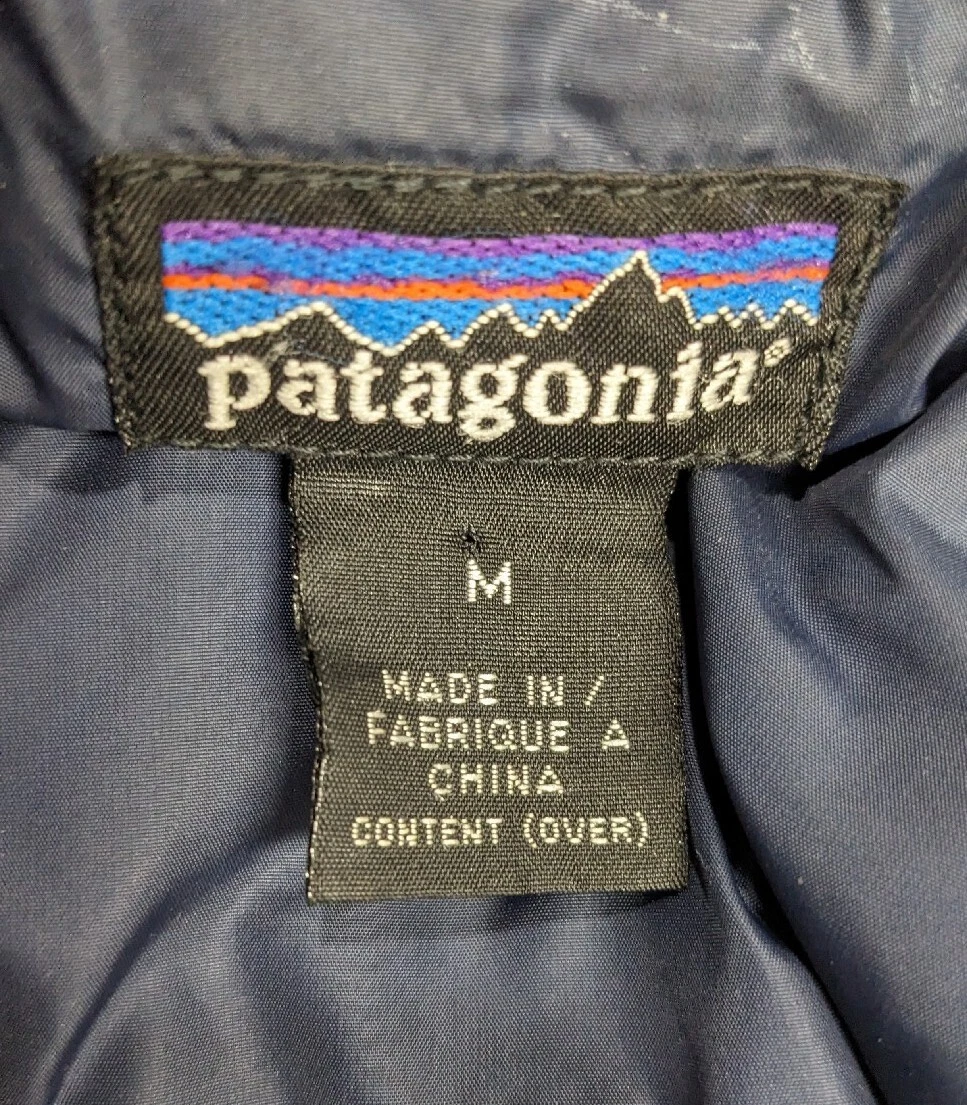 patagonia®
M
MADE IN /
FABRIQUE A
CHINA
CONTENT (OVER)